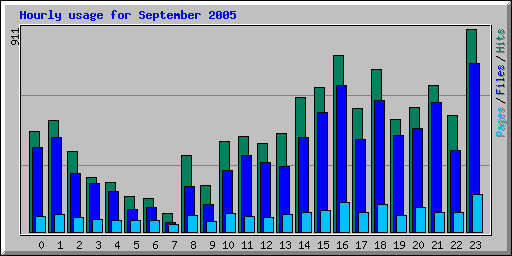 Hourly usage for September 2005
911
Pages/Files/Hits
0 1 2 3 4 5 6 7 8 9 10 11 12 13 14 15 16 17 18 19 20 21 22 23